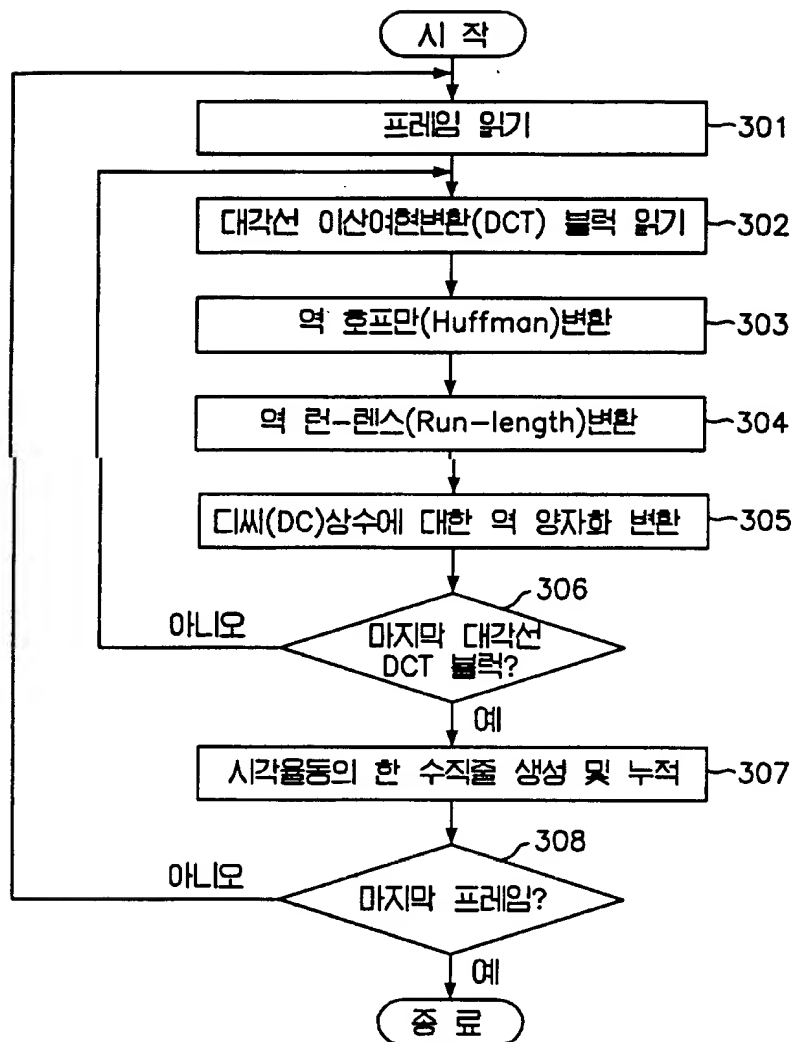 시 작
프레임 읽기
301
대각선 이산여현변환(DCT) 블럭 읽기
302
역 호프만(Huffman)변환
303
역 런-렌스(Run-length)변환
304
디씨(DC)상수에 대한 역 양자화 변환
305
306
아니오
마지막 대각선
DCT 블럭?
예
시각율동의 한 수직줄 생성 및 누적
307
308
아니오
마지막 프레임?
예
종 료